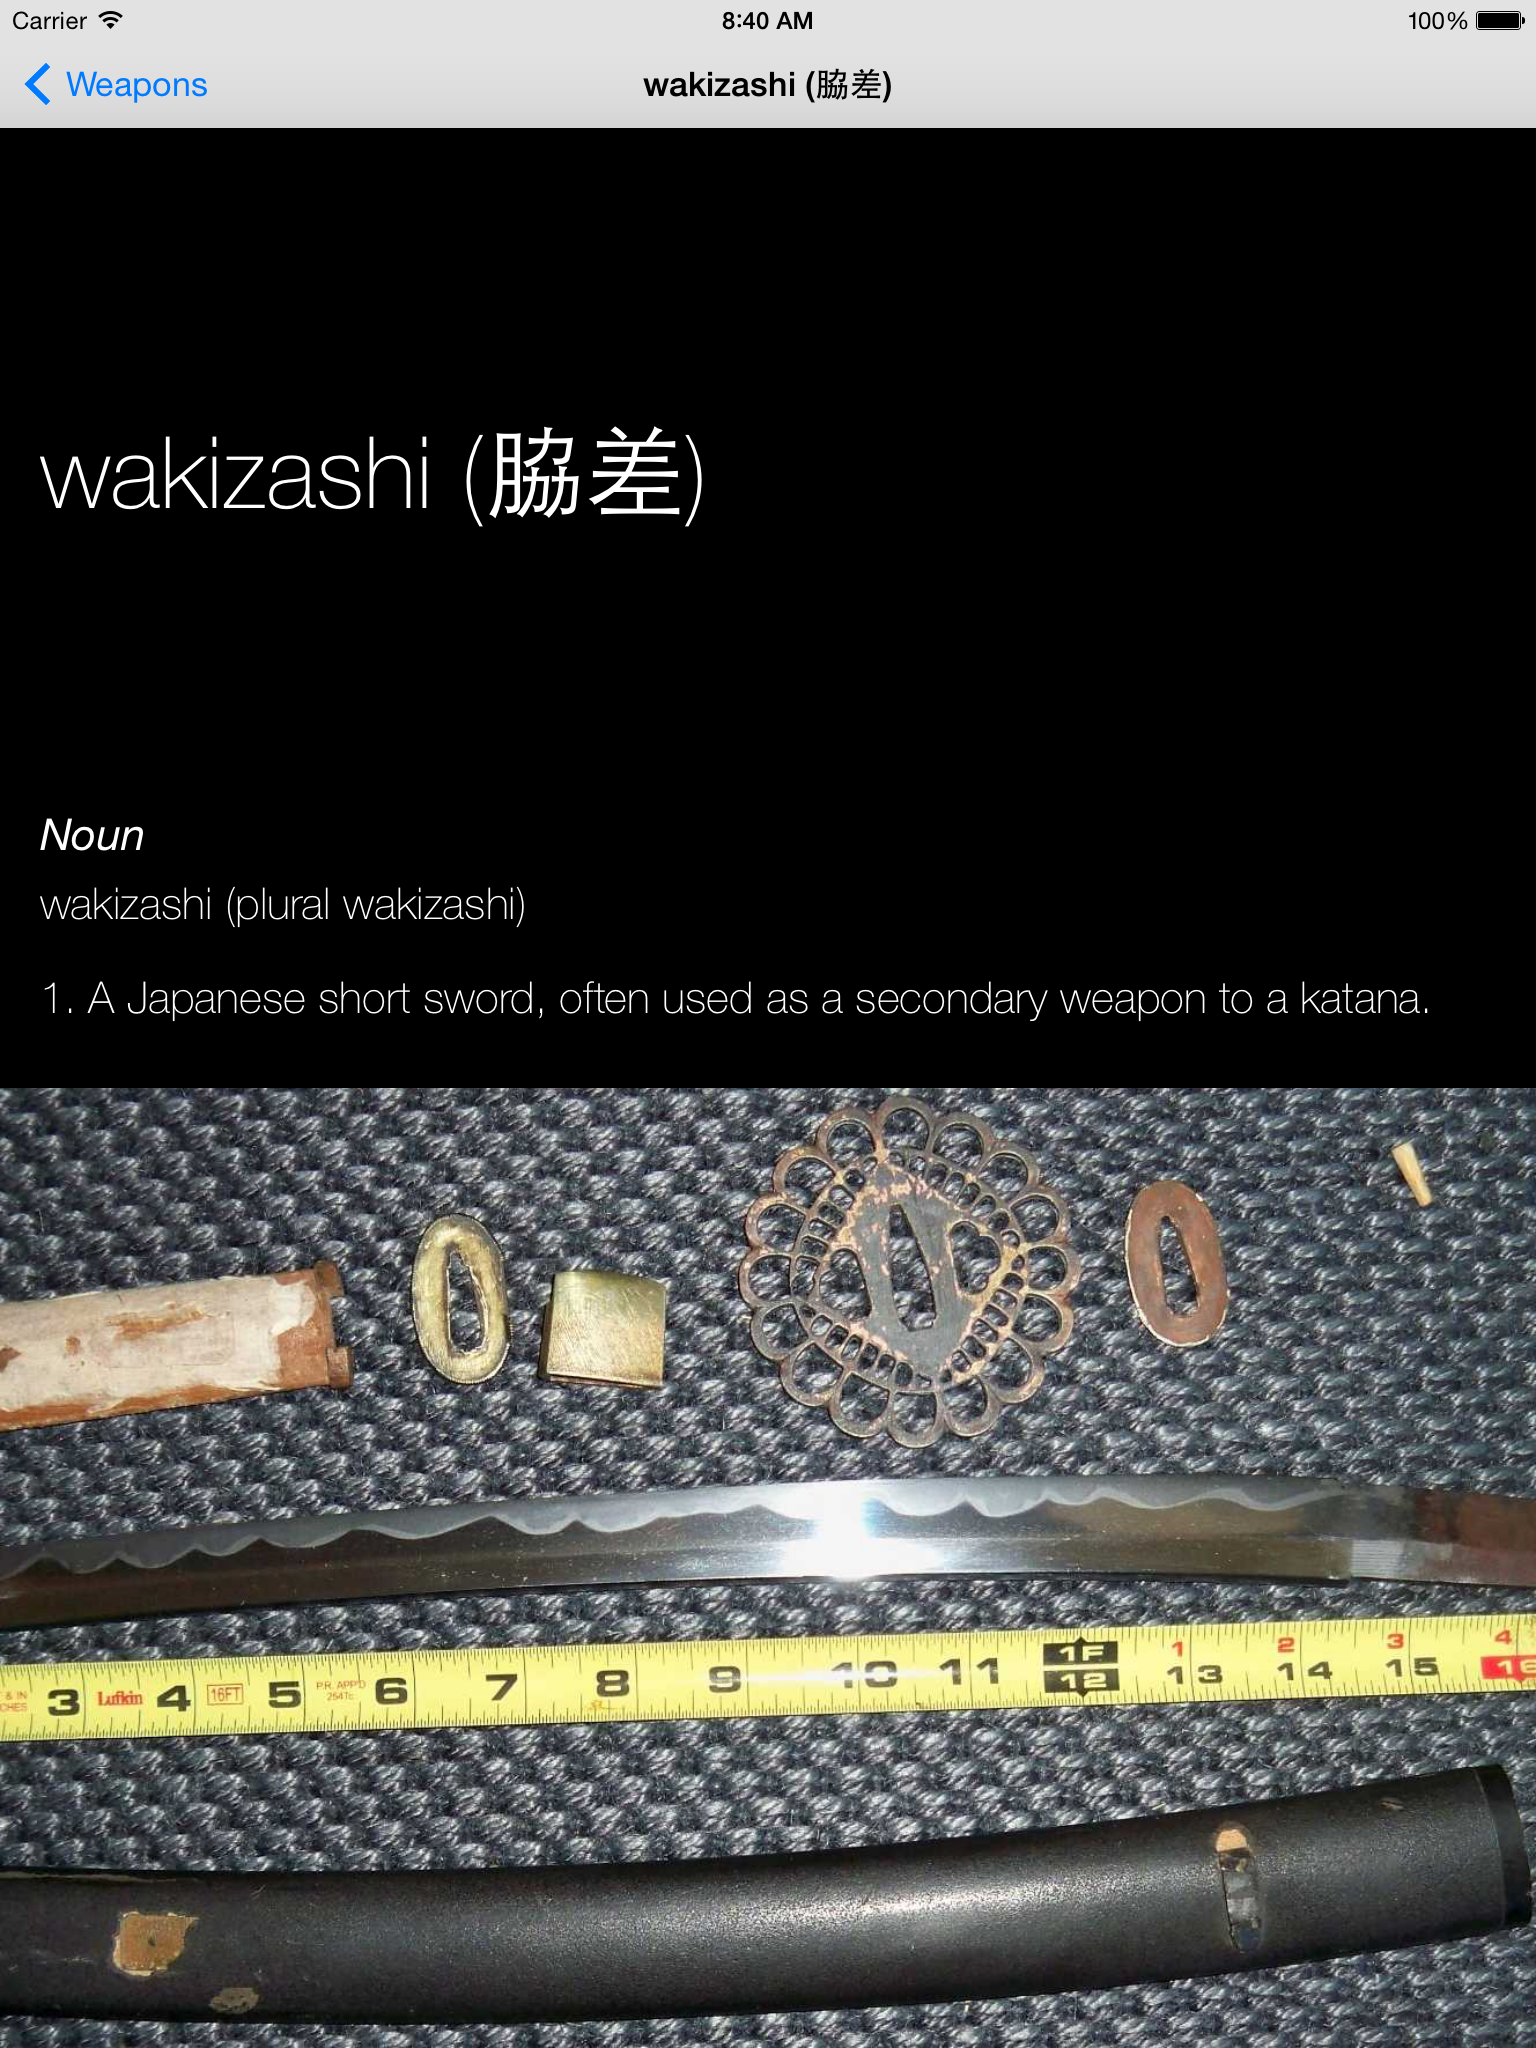 Carrier 8:40 AM 100%
Weapons wakizashi (脇差)
wakizashi (脇差)
Noun
wakizashi (plural wakizashi)
1. A Japanese short sword, often used as a secondary weapon to a katana.
1F 1 2 3 4
3 Lufkin 4 16FT 5 P.R. APP'D 6 7 8 9 10 11 12 13 14 15 16